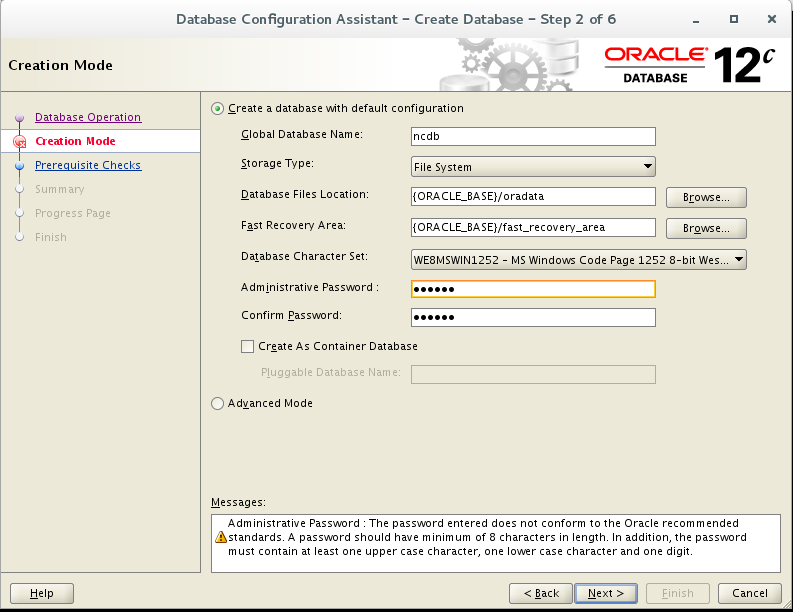 Database Configuration Assistant – Create Database – Step 2 of 6
Creation Mode
ORACLE®
DATABASE
12c
Database Operation
Creation Mode
Prerequisite Checks
Summary
Progress Page
Finish
Create a database with default configuration
Global Database Name:
ncdb
Storage Type:
File System
Database Files Location:
{ORACLE_BASE}/oradata
Browse...
Fast Recovery Area:
{ORACLE_BASE}/fast_recovery_area
Browse...
Database Character Set:
WE8MSWIN1252 – MS Windows Code Page 1252 8-bit Wes...
Administrative Password :
••••••
Confirm Password:
••••••
Create As Container Database
Pluggable Database Name:
Advanced Mode
Messages:
Administrative Password : The password entered does not conform to the Oracle recommended
standards. A password should have minimum of 8 characters in length. In addition, the password
must contain at least one upper case character, one lower case character and one digit.
Help
< Back
Next >
Finish
Cancel